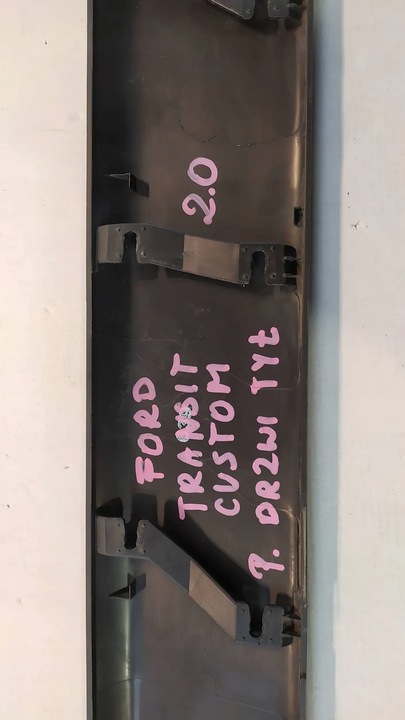 2.0
FORD
TRANSIT
CUSTOM
P. DRZWI TYŁ